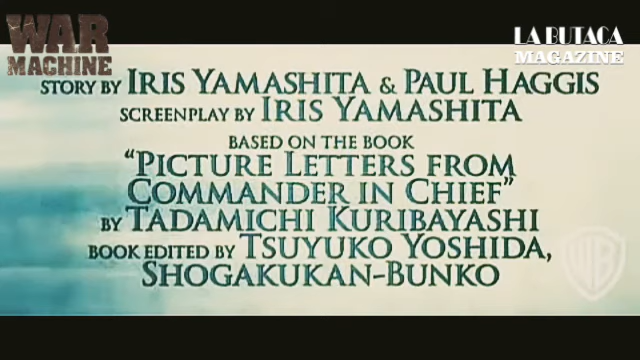 WAR
MACHINE
LA BUTACA
MAGAZINE
STORY BY IRIS YAMASHITA & PAUL HAGGIS
SCREENPLAY BY IRIS YAMASHITA
BASED ON THE BOOK
“PICTURE LETTERS FROM
COMMANDER IN CHIEF”
BY TADAMICHI KURIBAYASHI
BOOK EDITED BY TSUYUKO YOSHIDA,
SHOGAKUKAN-BUNKO
WB